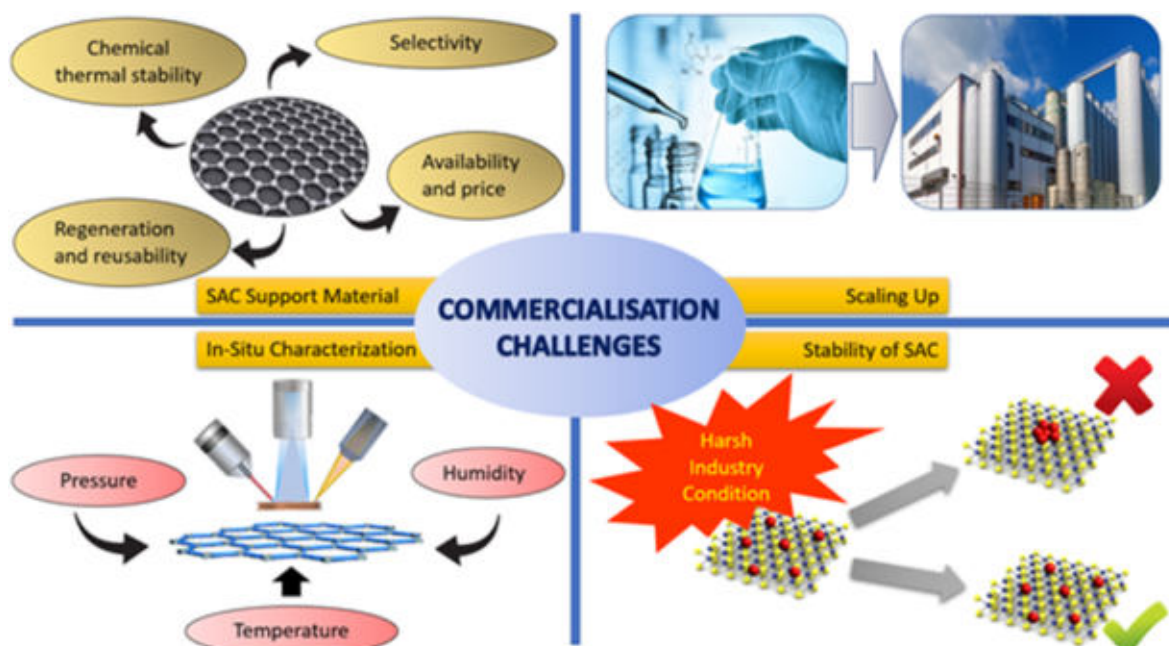 Chemical
thermal stability
Selectivity
Availability
and price
Regeneration
and reusability
SAC Support Material
Scaling Up
COMMERCIALISATION
CHALLENGES
In-Situ Characterization
Stability of SAC
Pressure
Humidity
Temperature
Harsh
Industry
Condition